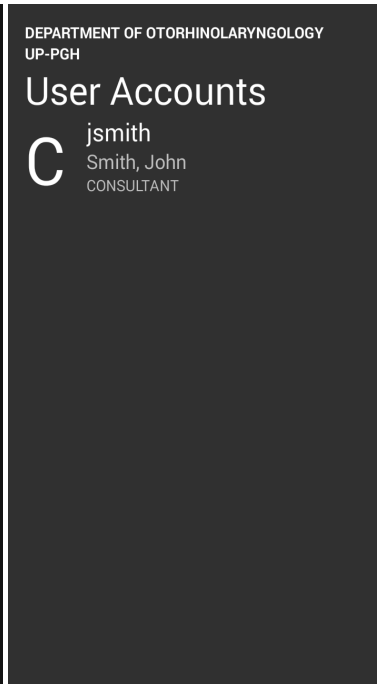 DEPARTMENT OF OTORHINOLARYNGOLOGY
UP-PGH
User Accounts
C
jsmith
Smith, John
CONSULTANT